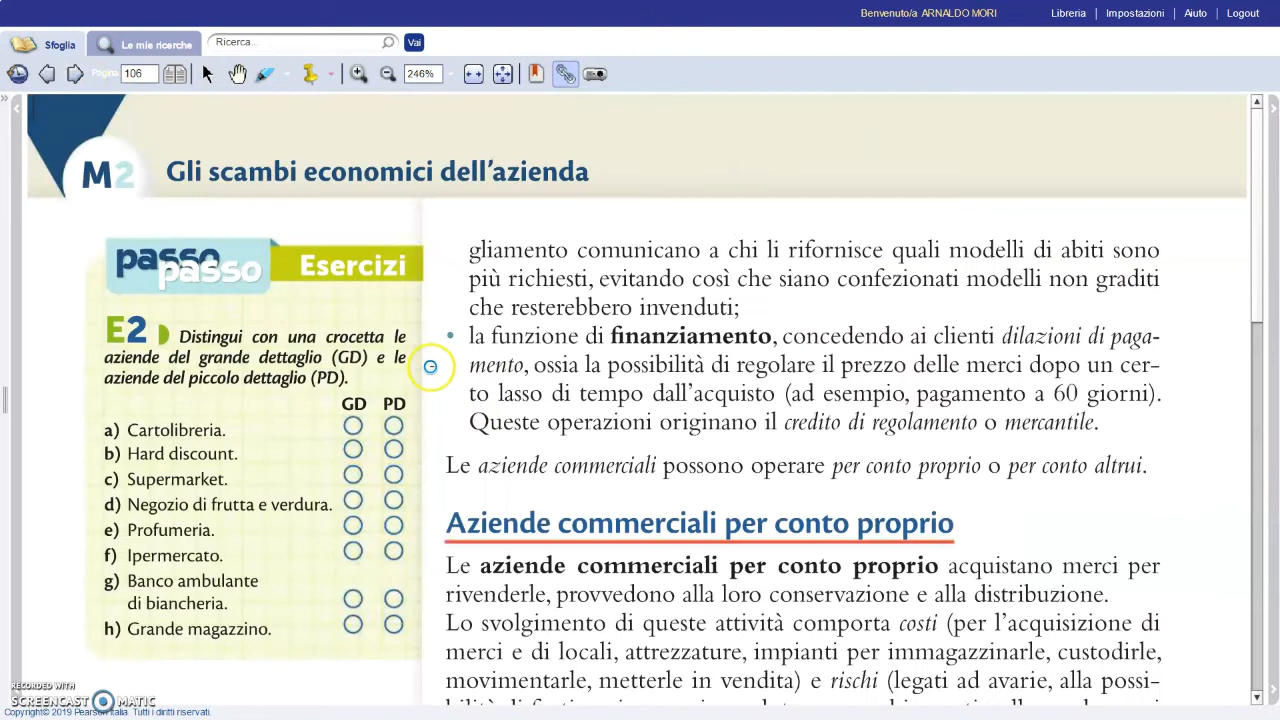 Benvenuto/a ARNALDO MORI Libreria | Impostazioni | Aiuto | Logout
Sfoglia Le mie ricerche Ricerca... Vai
Pagina 106 246%
M2 Gli scambi economici dell'azienda
passo passo Esercizi
E2 Distingui con una crocetta le
aziende del grande dettaglio (GD) e le
aziende del piccolo dettaglio (PD).
GD PD
a) Cartolibreria.
b) Hard discount.
c) Supermarket.
d) Negozio di frutta e verdura.
e) Profumeria.
f) Ipermercato.
g) Banco ambulante
di biancheria.
h) Grande magazzino.
gliamento comunicano a chi li rifornisce quali modelli di abiti sono
più richiesti, evitando così che siano confezionati modelli non graditi
che resterebbero invenduti;
• la funzione di finanziamento, concedendo ai clienti dilazioni di paga-
mento, ossia la possibilità di regolare il prezzo delle merci dopo un cer-
to lasso di tempo dall'acquisto (ad esempio, pagamento a 60 giorni).
Queste operazioni originano il credito di regolamento o mercantile.
Le aziende commerciali possono operare per conto proprio o per conto altrui.
Aziende commerciali per conto proprio
Le aziende commerciali per conto proprio acquistano merci per
rivenderle, provvedono alla loro conservazione e alla distribuzione.
Lo svolgimento di queste attività comporta costi (per l'acquisizione di
merci e di locali, attrezzature, impianti per immagazzinarle, custodirle,
movimentarle, metterle in vendita) e rischi (legati ad avarie, alla possi-
RECORDED WITH
SCREENCAST MATIC
Copyright© 2019 Pearson Italia Tutti i diritti riservati.